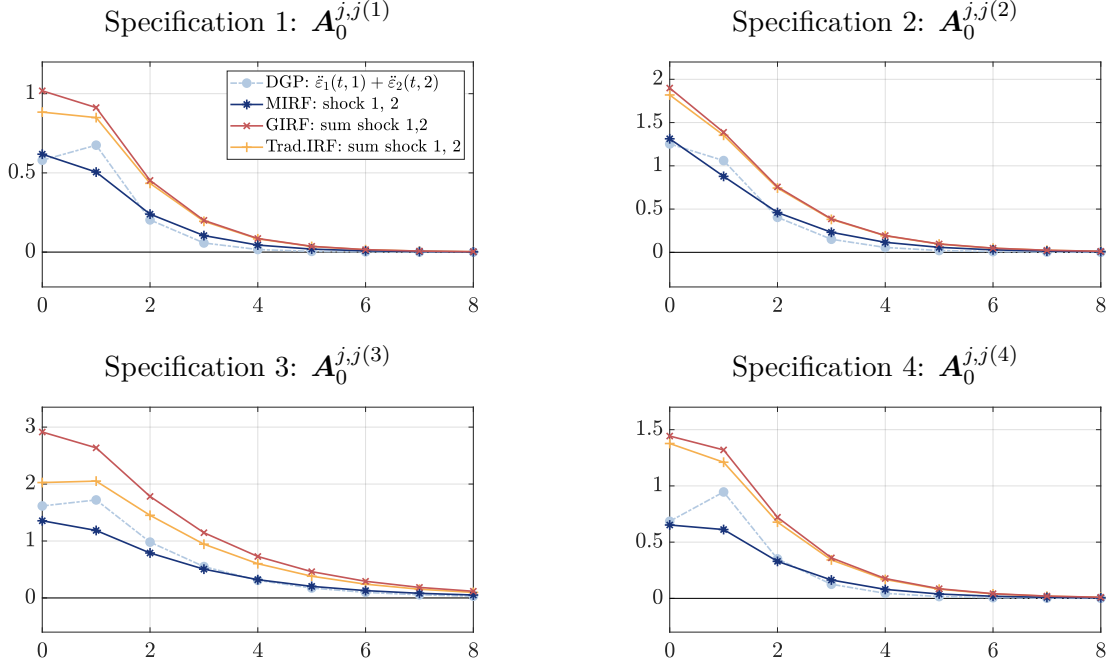 Specification 1: A_0^{j,j(1)}
1
0.5
0
0 2 4 6 8
DGP: ε̈₁(t, 1) + ε̈₂(t, 2)
MIRF: shock 1, 2
GIRF: sum shock 1,2
Trad.IRF: sum shock 1, 2
Specification 2: A_0^{j,j(2)}
2
1.5
1
0.5
0
0 2 4 6 8
Specification 3: A_0^{j,j(3)}
3
2
1
0
0 2 4 6 8
Specification 4: A_0^{j,j(4)}
1.5
1
0.5
0
0 2 4 6 8